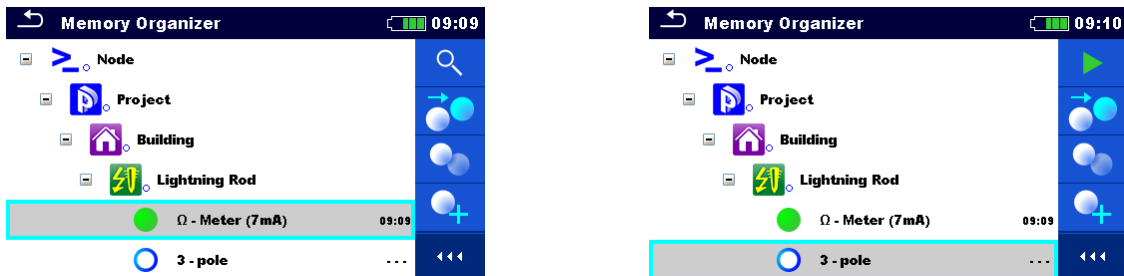 Memory Organizer 09:09
Node
Project
Building
Lightning Rod
Ω - Meter (7mA) 09:09
3 - pole ---
Memory Organizer 09:10
Node
Project
Building
Lightning Rod
Ω - Meter (7mA) 09:09
3 - pole ---